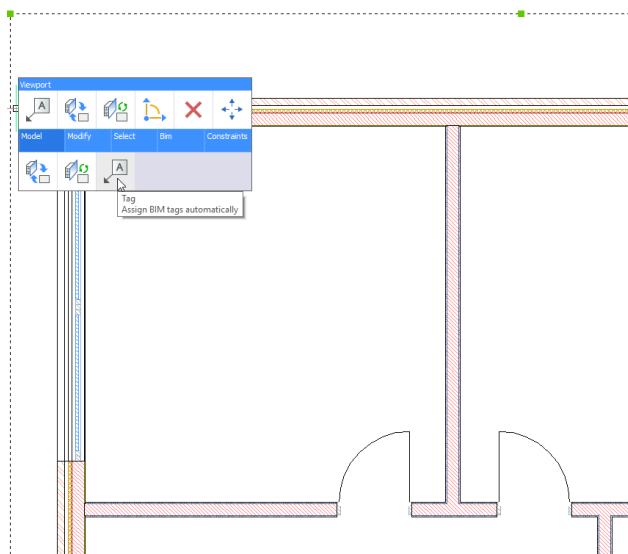 Viewport
A
Model Modify Select Bim Constraints
A
Tag
Assign BIM tags automatically